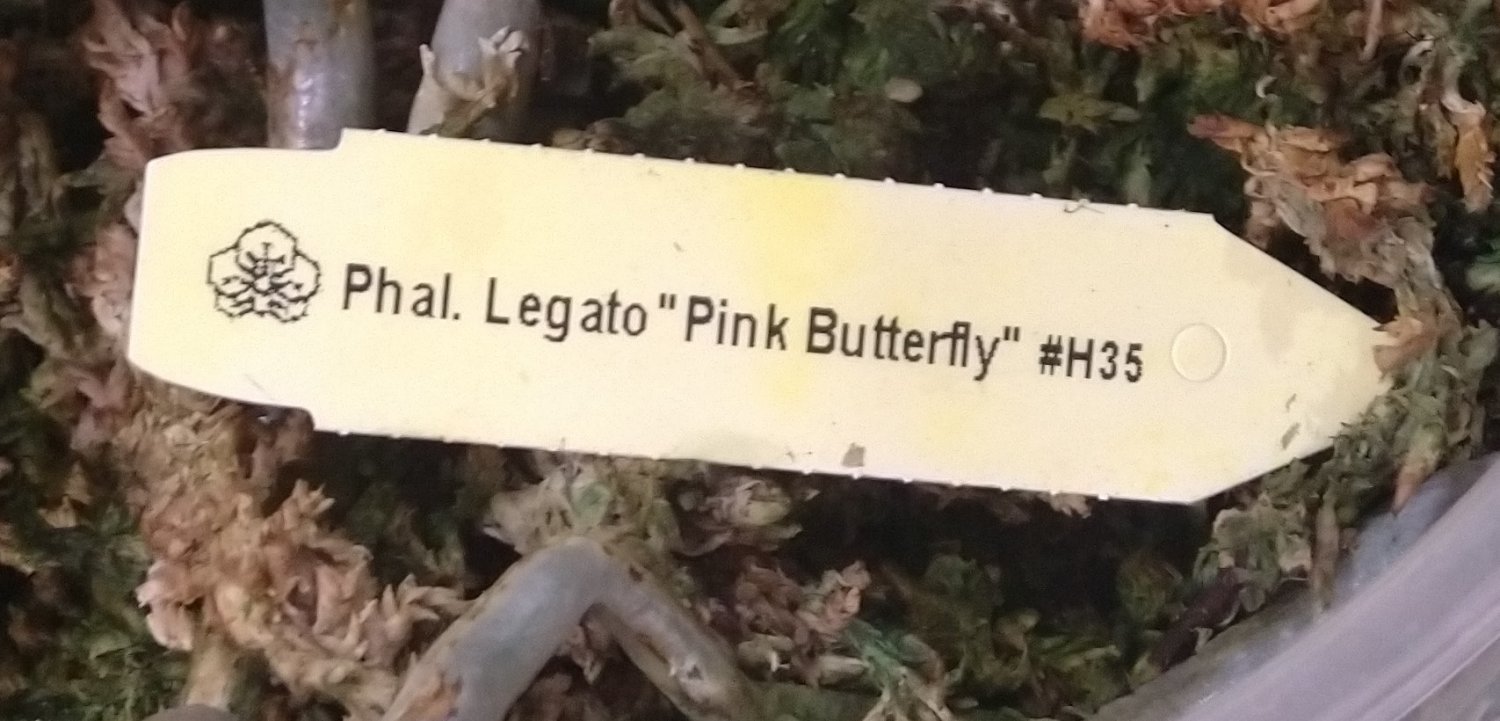 Phal. Legato "Pink Butterfly" #H35